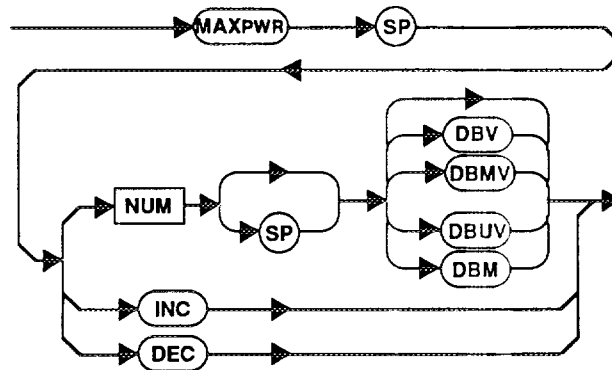 MAXPWR SP
DBV
DBMV
NUM
SP
DBUV
DBM
INC
DEC